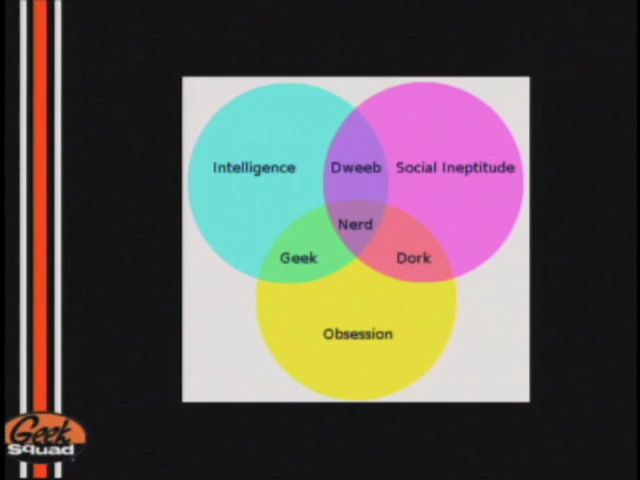 Intelligence
Dweeb
Social Ineptitude
Nerd
Geek
Dork
Obsession
Geek
Squad